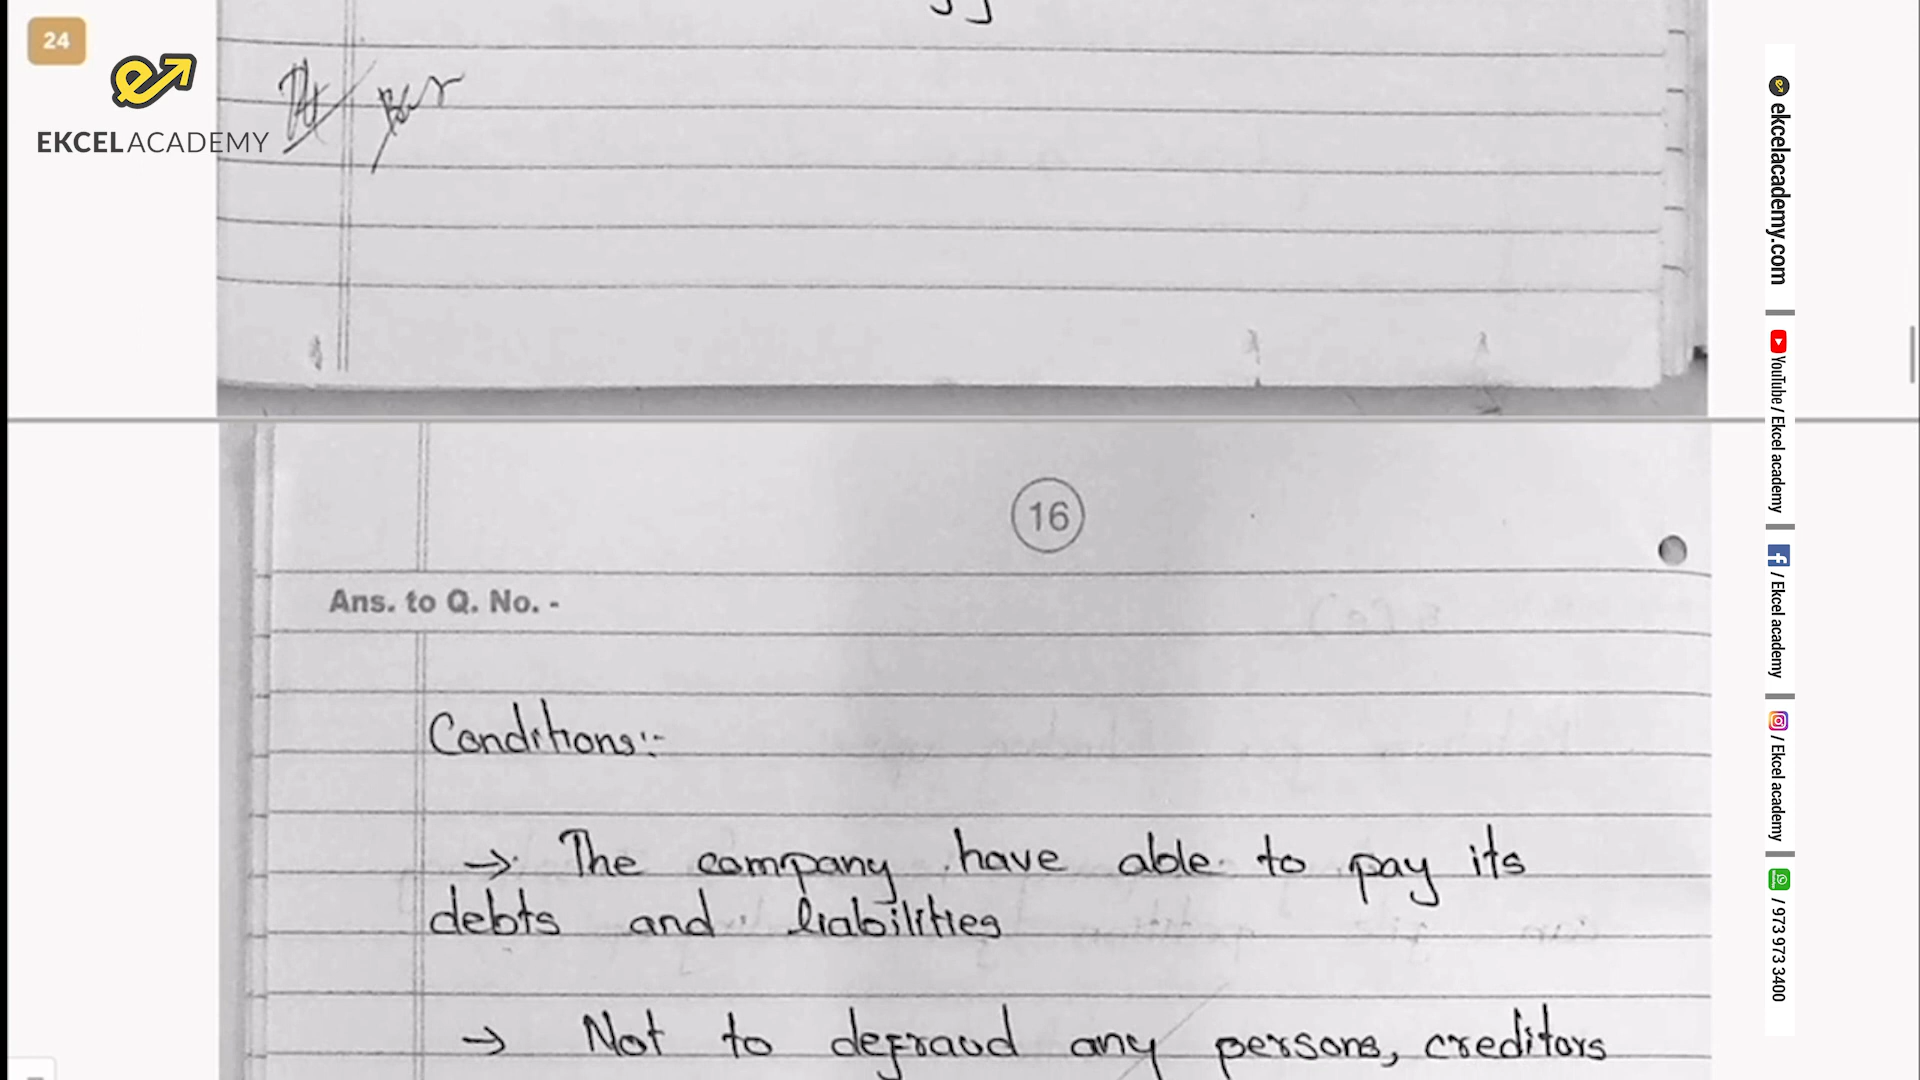 24
EKCELACADEMY
16
Ans. to Q. No. -
Conditions:-
→ The company have able to pay its
debts and liabilities
→ Not to defraud any persons, creditors
ekcelacademy.com
YouTube / Ekcel academy
/ Ekcel academy
/ Ekcel academy
/ 973 973 3400